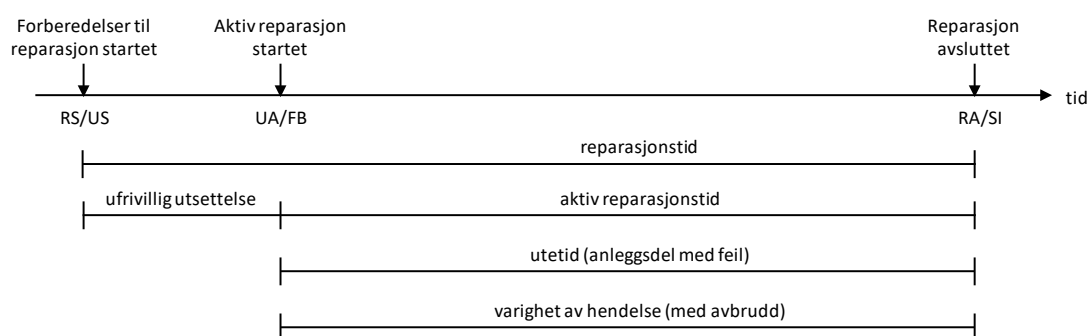 Forberedelser til
reparasjon startet
Aktiv reparasjon
startet
Reparasjon
avsluttet
tid
RS/US
UA/FB
RA/SI
reparasjonstid
ufrivillig utsettelse
aktiv reparasjonstid
utetid (anleggsdel med feil)
varighet av hendelse (med avbrudd)